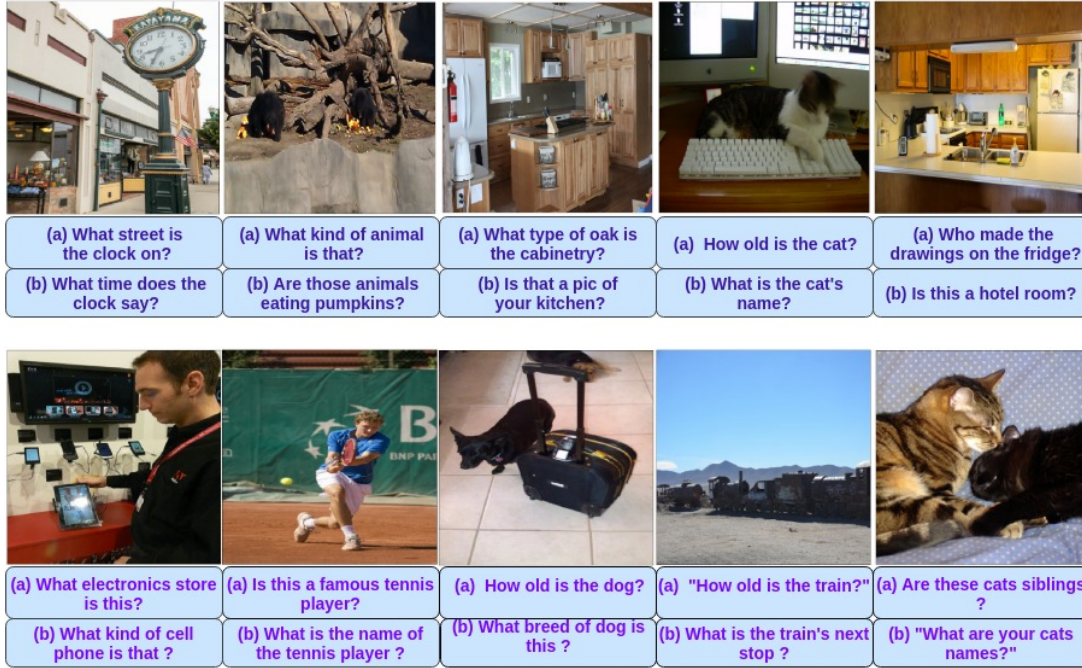 KATAYAMA
(a) What street is
the clock on?
(a) What kind of animal
is that?
(a) What type of oak is
the cabinetry?
(a) How old is the cat?
(a) Who made the
drawings on the fridge?
(b) What time does the
clock say?
(b) Are those animals
eating pumpkins?
(b) Is that a pic of
your kitchen?
(b) What is the cat's
name?
(b) Is this a hotel room?
B
BNP PAI
(a) What electronics store
is this?
(a) Is this a famous tennis
player?
(a) How old is the dog?
(a) "How old is the train?"
(a) Are these cats siblings
?
(b) What kind of cell
phone is that ?
(b) What is the name of
the tennis player ?
(b) What breed of dog is
this ?
(b) What is the train's next
stop ?
(b) "What are your cats
names?"